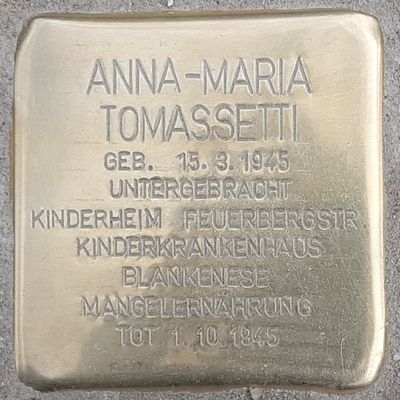 ANNA-MARIA
TOMASSETTI
GEB. 15.3.1945
UNTERGEBRACHT
KINDERHEIM FEUERBERGSTR.
KINDERKRANKENHAUS
BLANKENESE
MANGELERNÄHRUNG
TOT 1.10.1945